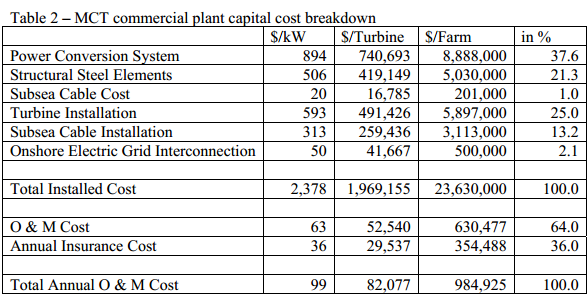 Table 2 – MCT commercial plant capital cost breakdown
$/kW $/Turbine $/Farm in %
Power Conversion System 894 740,693 8,888,000 37.6
Structural Steel Elements 506 419,149 5,030,000 21.3
Subsea Cable Cost 20 16,785 201,000 1.0
Turbine Installation 593 491,426 5,897,000 25.0
Subsea Cable Installation 313 259,436 3,113,000 13.2
Onshore Electric Grid Interconnection 50 41,667 500,000 2.1
Total Installed Cost 2,378 1,969,155 23,630,000 100.0
O & M Cost 63 52,540 630,477 64.0
Annual Insurance Cost 36 29,537 354,488 36.0
Total Annual O & M Cost 99 82,077 984,925 100.0